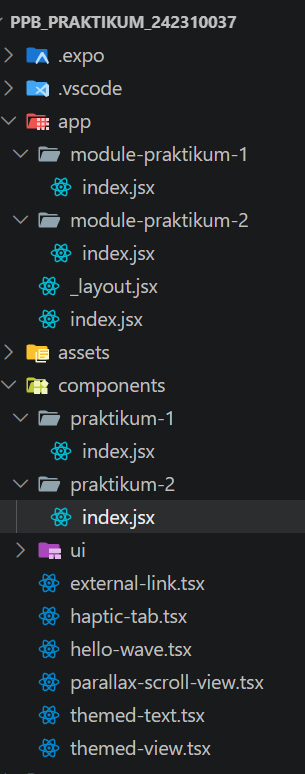 PPB_PRAKTIKUM_242310037
.expo
.vscode
app
module-praktikum-1
index.jsx
module-praktikum-2
index.jsx
_layout.jsx
index.jsx
assets
components
praktikum-1
index.jsx
praktikum-2
index.jsx
ui
external-link.tsx
haptic-tab.tsx
hello-wave.tsx
parallax-scroll-view.tsx
themed-text.tsx
themed-view.tsx